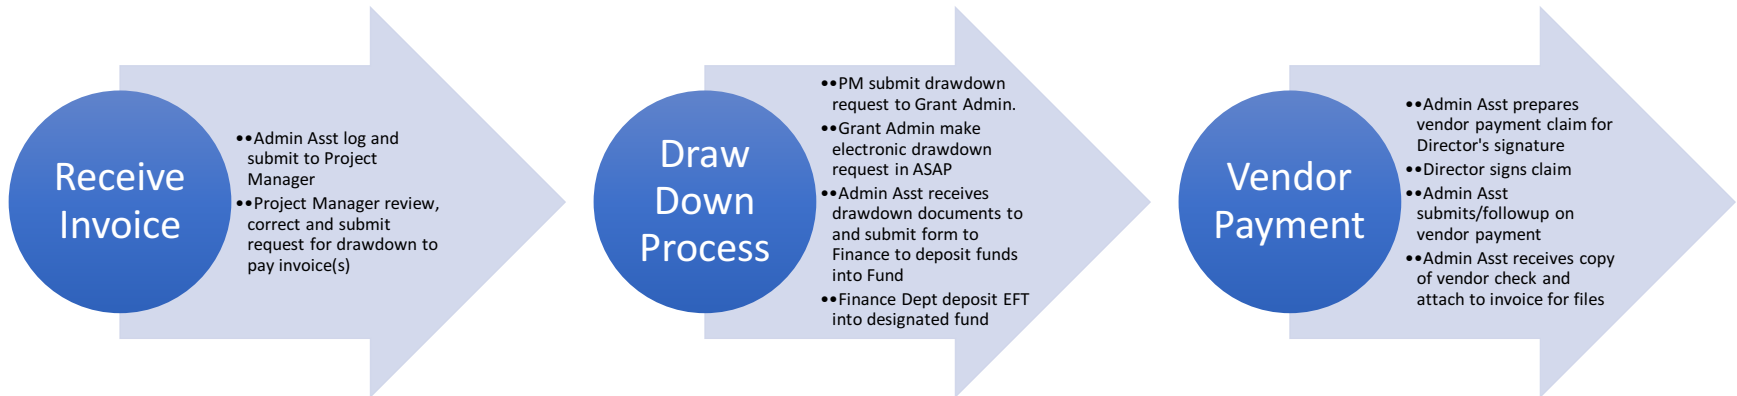 Receive
Invoice
••Admin Asst log and
submit to Project
Manager
••Project Manager review,
correct and submit
request for drawdown to
pay invoice(s)
Draw
Down
Process
••PM submit drawdown
request to Grant Admin.
••Grant Admin make
electronic drawdown
request in ASAP
••Admin Asst receives
drawdown documents to
and submit form to
Finance to deposit funds
into Fund
••Finance Dept deposit EFT
into designated fund
Vendor
Payment
••Admin Asst prepares
vendor payment claim for
Director's signature
••Director signs claim
••Admin Asst
submits/followup on
vendor payment
••Admin Asst receives copy
of vendor check and
attach to invoice for files